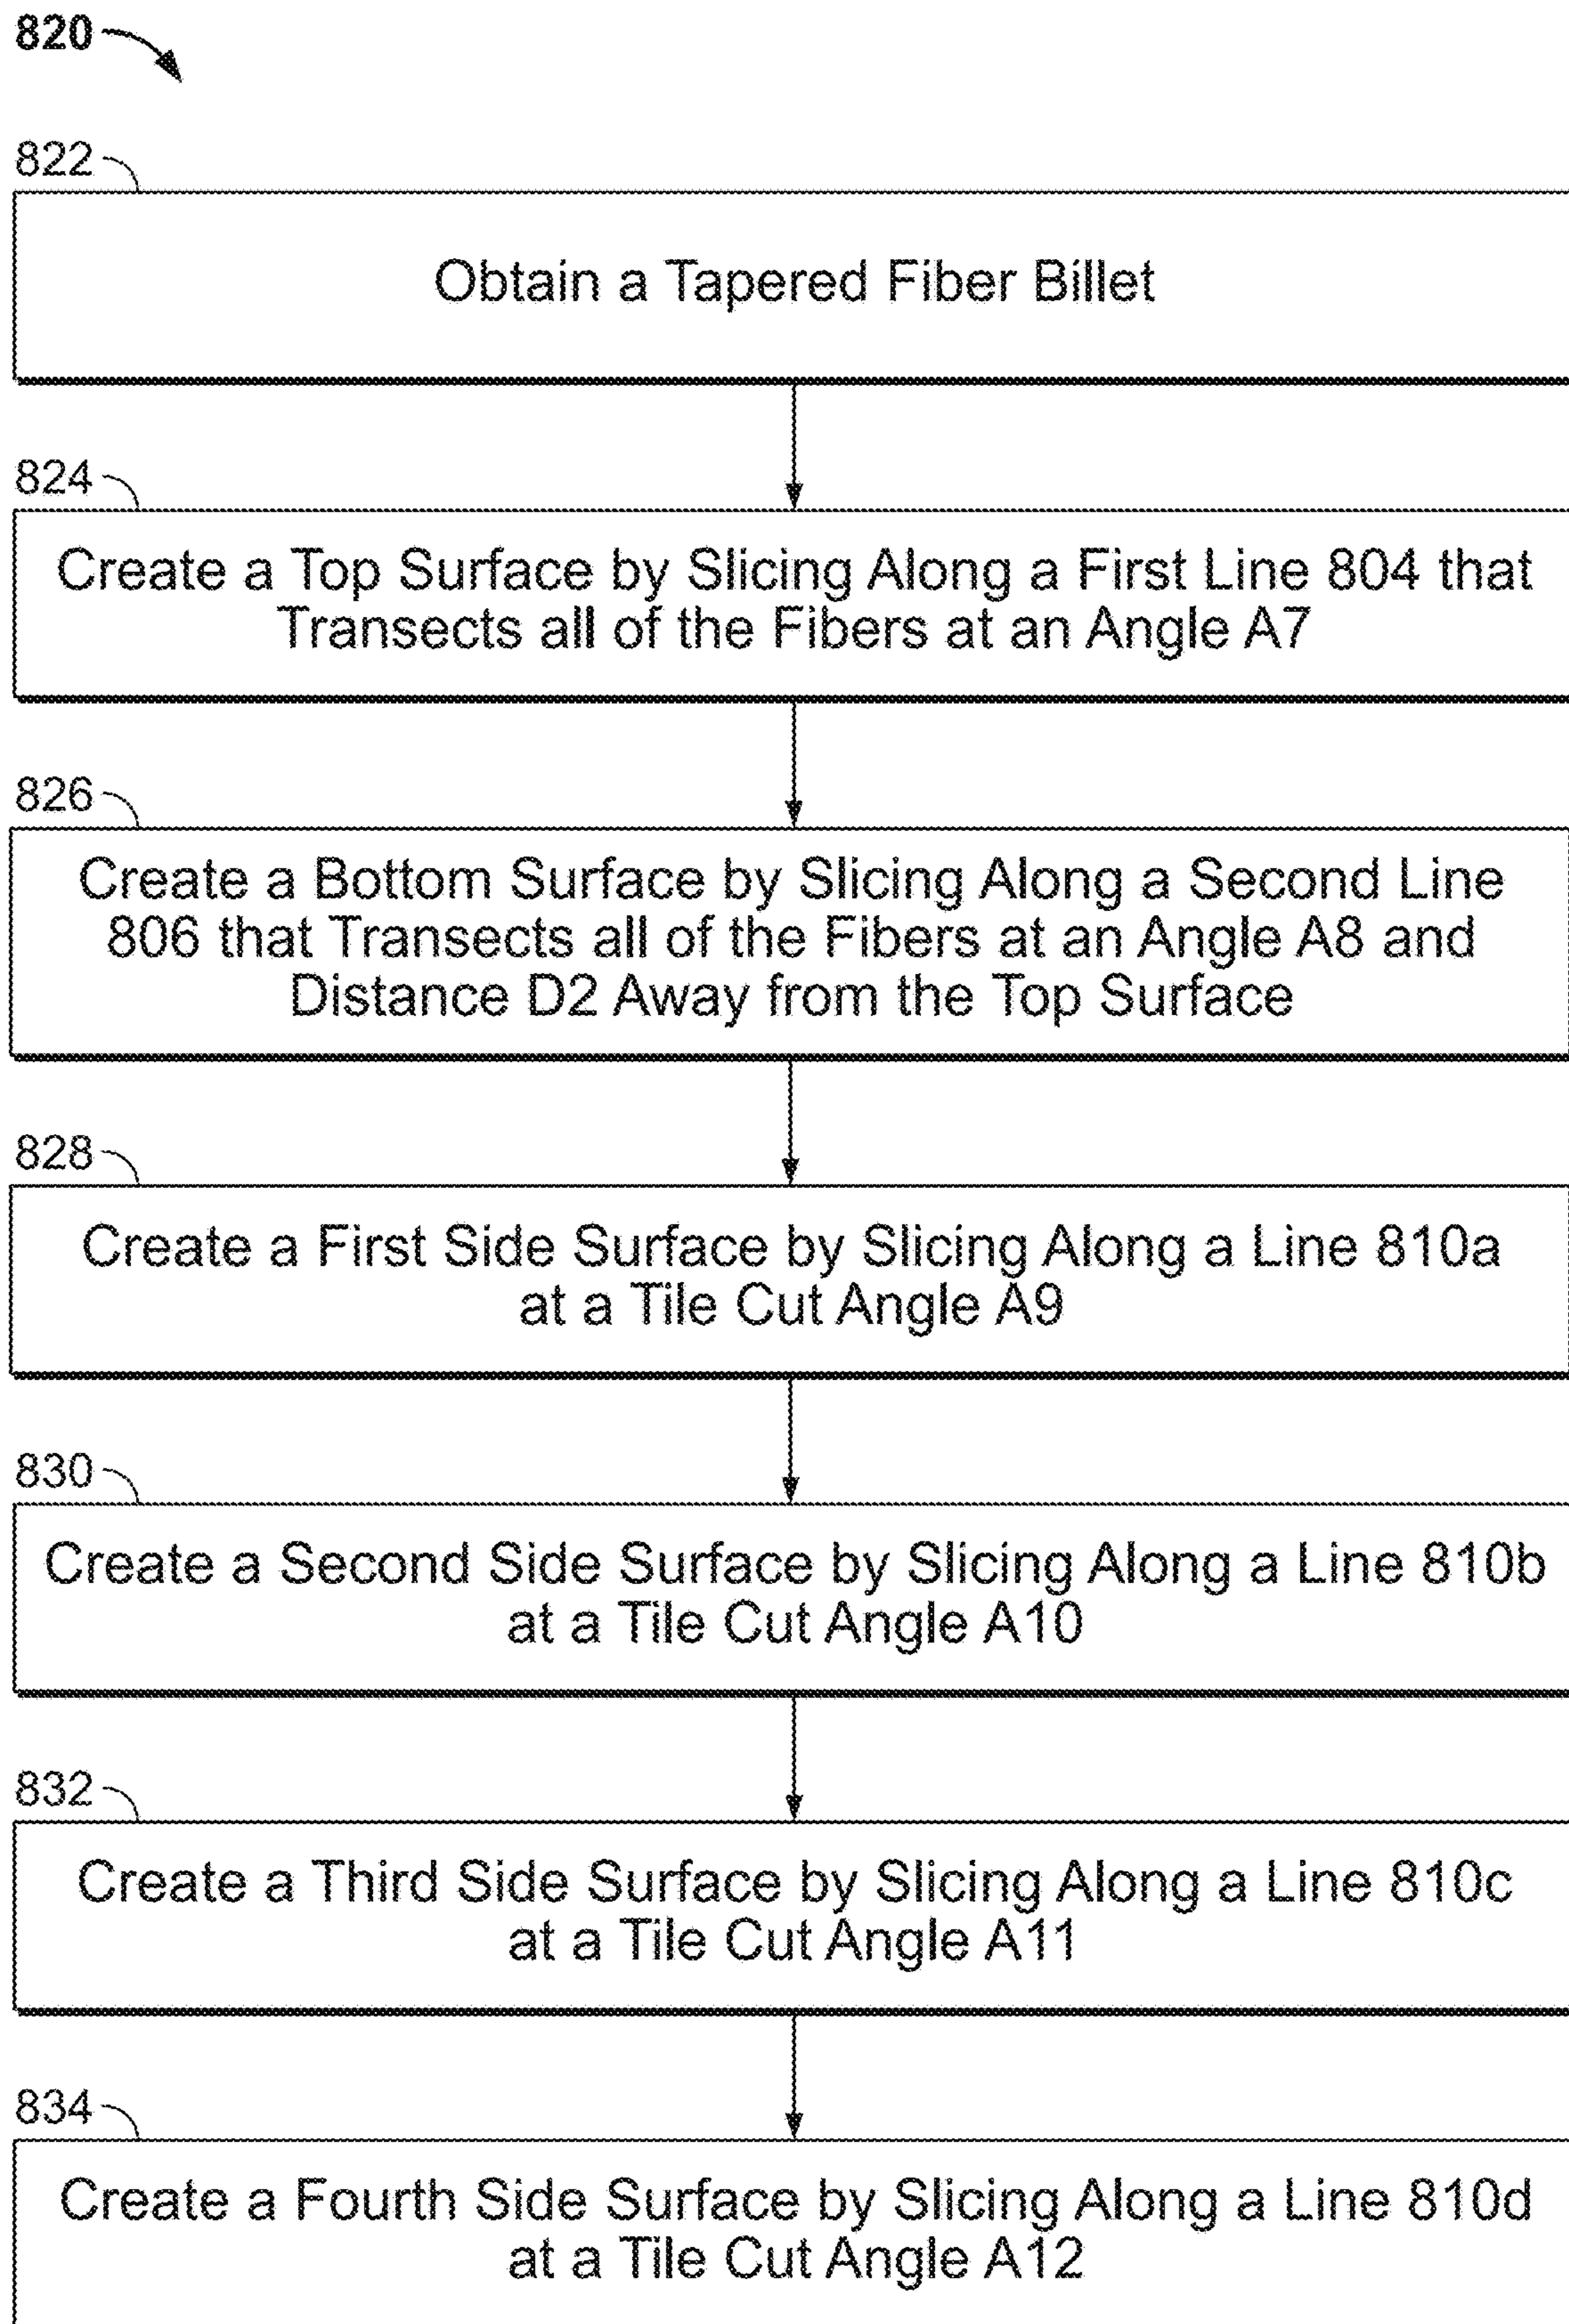 820
822
Obtain a Tapered Fiber Billet
824
Create a Top Surface by Slicing Along a First Line 804 that
Transects all of the Fibers at an Angle A7
826
Create a Bottom Surface by Slicing Along a Second Line
806 that Transects all of the Fibers at an Angle A8 and
Distance D2 Away from the Top Surface
828
Create a First Side Surface by Slicing Along a Line 810a
at a Tile Cut Angle A9
830
Create a Second Side Surface by Slicing Along a Line 810b
at a Tile Cut Angle A10
832
Create a Third Side Surface by Slicing Along a Line 810c
at a Tile Cut Angle A11
834
Create a Fourth Side Surface by Slicing Along a Line 810d
at a Tile Cut Angle A12